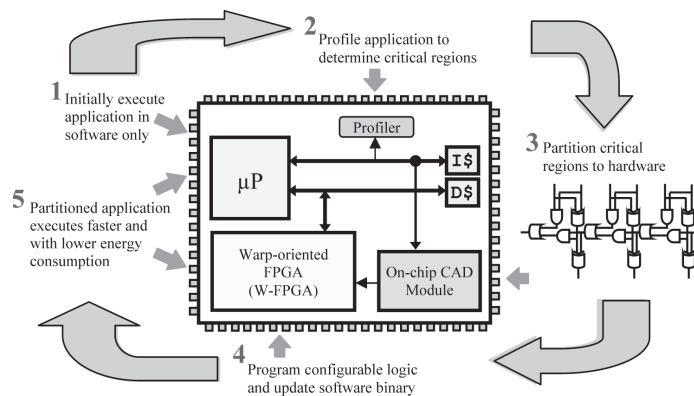 2 Profile application to
determine critical regions
1 Initially execute
application in
software only
Profiler
3 Partition critical
regions to hardware
µP
I$
D$
5 Partitioned application
executes faster and
with lower energy
consumption
Warp-oriented
FPGA
(W-FPGA)
On-chip CAD
Module
4 Program configurable logic
and update software binary